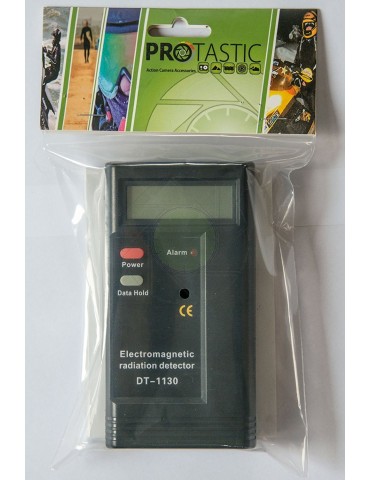 PROTASTIC
Action Camera Accessories
Alarm
Power
Data Hold
CE
Electromagnetic
radiation detector
DT-1130